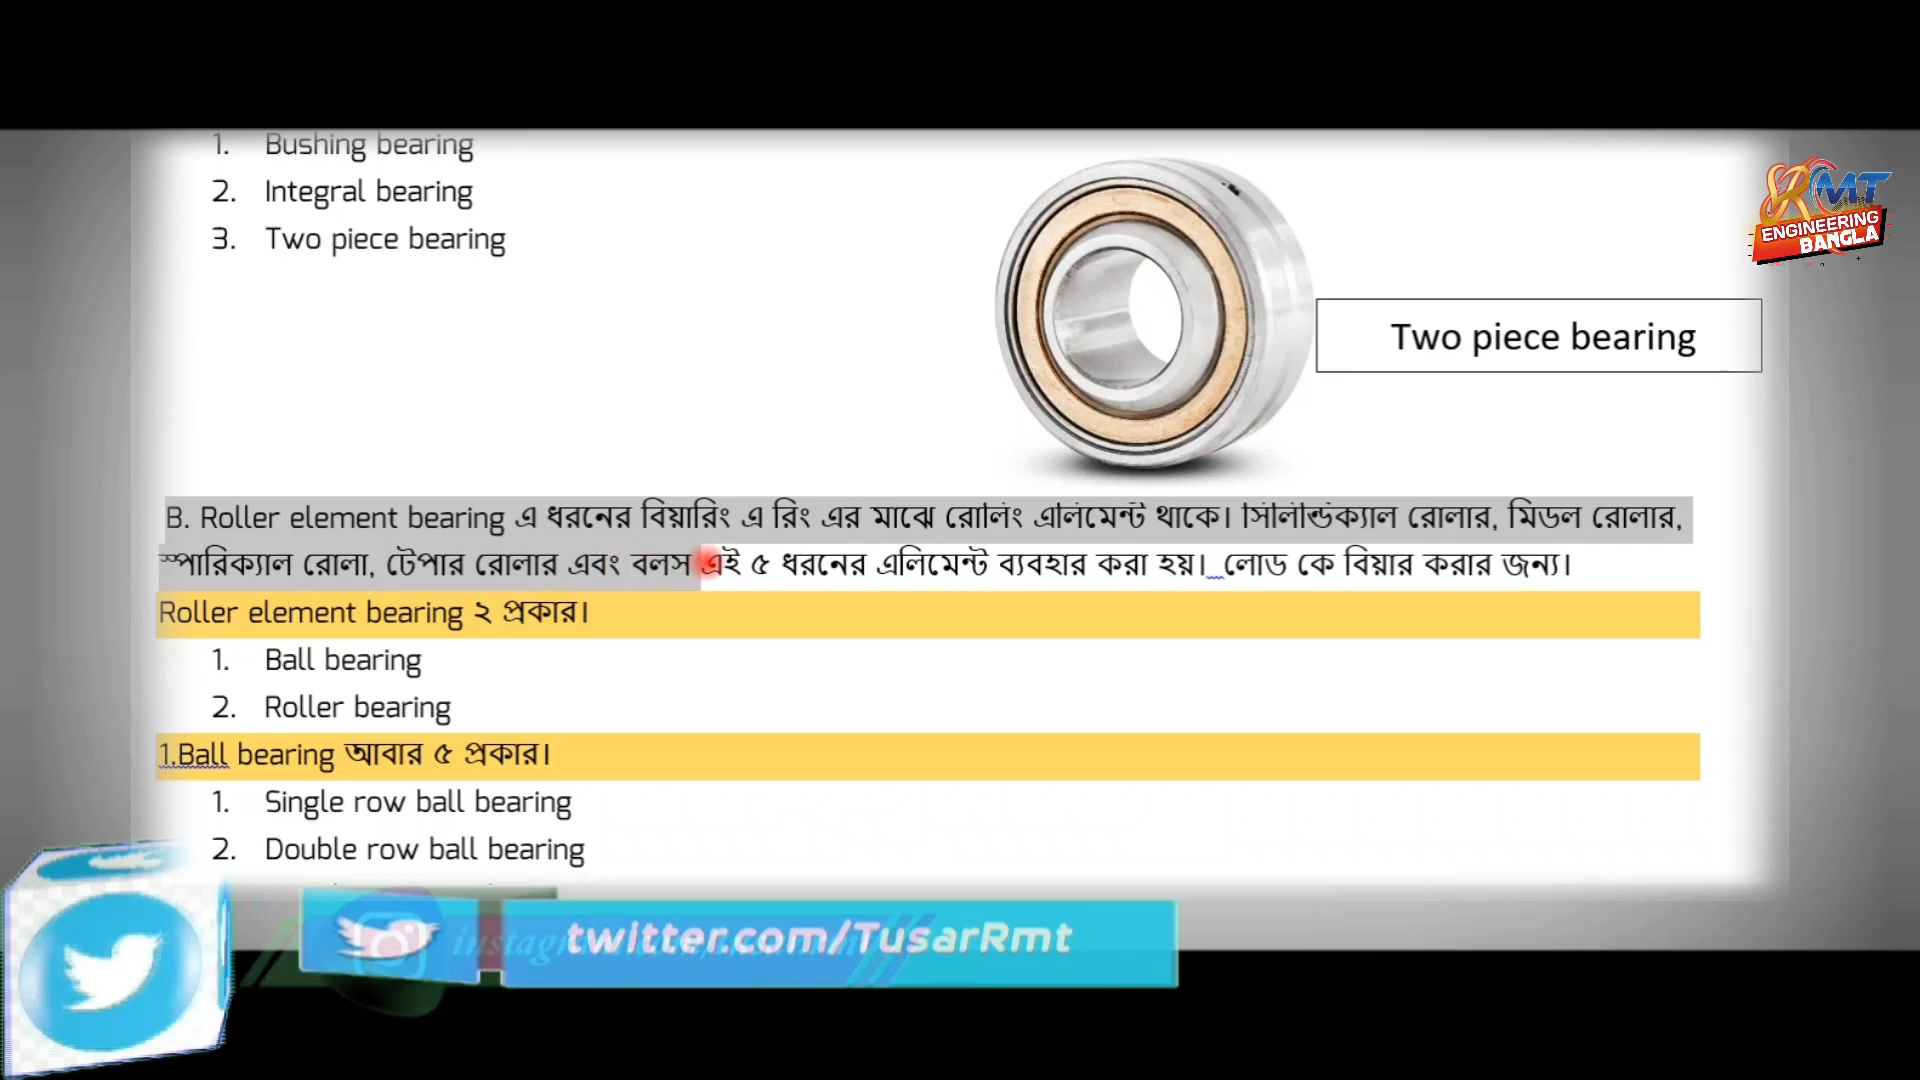 1. Bushing bearing
2. Integral bearing
3. Two piece bearing
RMT
ENGINEERING
BANGLA
Two piece bearing
B. Roller element bearing এ ধরনের বিয়ারিং এ রিং এর মাঝে রোলিং এলিমেন্ট থাকে। সিলিন্ডিক্যাল রোলার, মিডল রোলার,
স্পারিক্যাল রোলা, টেপার রোলার এবং বলস এই ৫ ধরনের এলিমেন্ট ব্যবহার করা হয়। লোড কে বিয়ার করার জন্য।
Roller element bearing ২ প্রকার।
1. Ball bearing
2. Roller bearing
1.Ball bearing আবার ৫ প্রকার।
1. Single row ball bearing
2. Double row ball bearing
twitter.com/TusarRmt